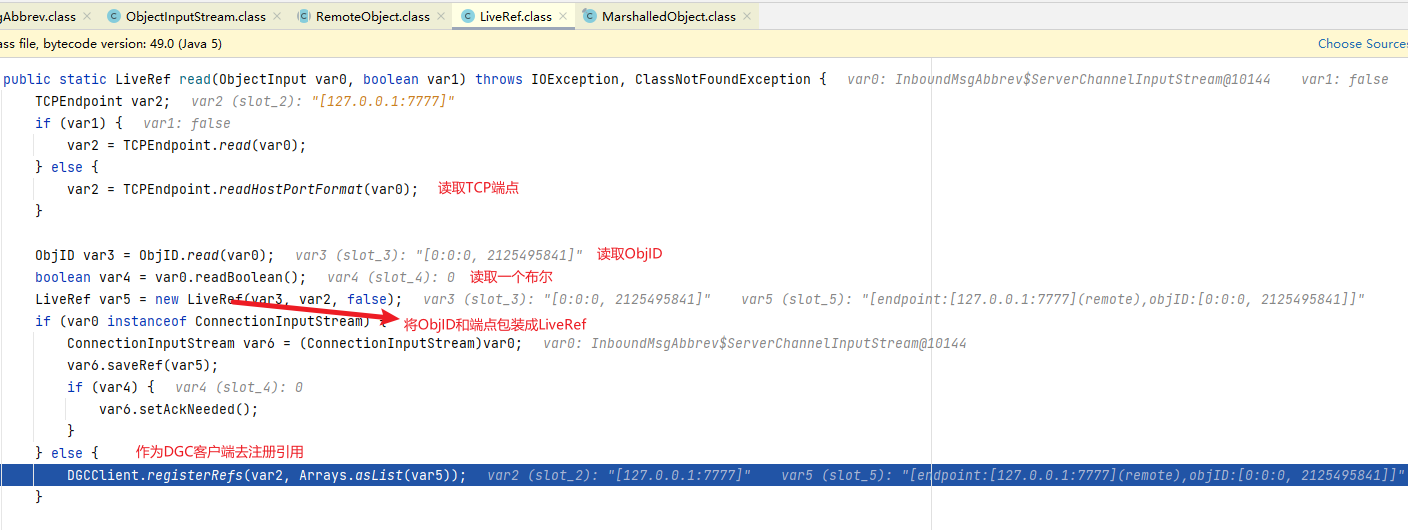 gAbbrev.class × ObjectInputStream.class × RemoteObject.class × LiveRef.class × MarshalledObject.class ×
ass file, bytecode version: 49.0 (Java 5) Choose Sources
public static LiveRef read(ObjectInput var0, boolean var1) throws IOException, ClassNotFoundException { var0: InboundMsgAbbrev$ServerChannelInputStream@10144 var1: false
TCPEndpoint var2; var2 (slot_2): "[127.0.0.1:7777]"
if (var1) { var1: false
var2 = TCPEndpoint.read(var0);
} else {
var2 = TCPEndpoint.readHostPortFormat(var0); 读取TCP端点
}
ObjID var3 = ObjID.read(var0); var3 (slot_3): "[0:0:0, 2125495841]" 读取ObjID
boolean var4 = var0.readBoolean(); var4 (slot_4): 0 读取一个布尔
LiveRef var5 = new LiveRef(var3, var2, false); var3 (slot_3): "[0:0:0, 2125495841]" var5 (slot_5): "[endpoint:[127.0.0.1:7777](remote),objID:[0:0:0, 2125495841]]"
if (var0 instanceof ConnectionInputStream) { 将ObjID和端点包装成LiveRef
ConnectionInputStream var6 = (ConnectionInputStream)var0; var0: InboundMsgAbbrev$ServerChannelInputStream@10144
var6.saveRef(var5);
if (var4) { var4 (slot_4): 0
var6.setAckNeeded();
}
} else { 作为DGC客户端去注册引用
DGCClient.registerRefs(var2, Arrays.asList(var5)); var2 (slot_2): "[127.0.0.1:7777]" var5 (slot_5): "[endpoint:[127.0.0.1:7777](remote),objID:[0:0:0, 2125495841]]"
}